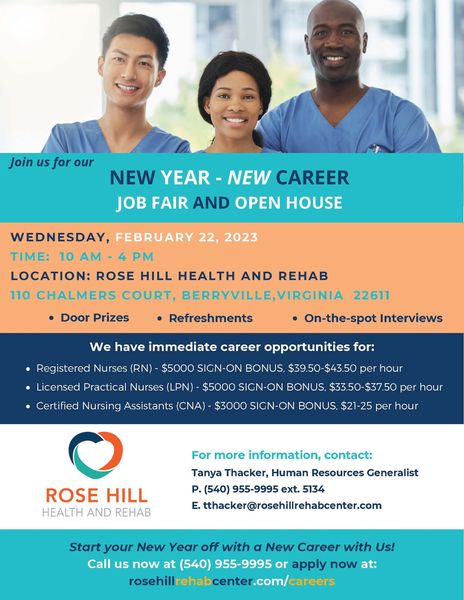 Join us for our
NEW YEAR - NEW CAREER
JOB FAIR AND OPEN HOUSE
WEDNESDAY, FEBRUARY 22, 2023
TIME: 10 AM - 4 PM
LOCATION: ROSE HILL HEALTH AND REHAB
110 CHALMERS COURT, BERRYVILLE,VIRGINIA 22611
• Door Prizes • Refreshments • On-the-spot Interviews
We have immediate career opportunities for:
• Registered Nurses (RN) - $5000 SIGN-ON BONUS, $39.50-$43.50 per hour
• Licensed Practical Nurses (LPN) - $5000 SIGN-ON BONUS, $33.50-$37.50 per hour
• Certified Nursing Assistants (CNA) - $3000 SIGN-ON BONUS, $21-25 per hour
ROSE HILL
HEALTH AND REHAB
For more information, contact:
Tanya Thacker, Human Resources Generalist
P. (540) 955-9995 ext. 5134
E. tthacker@rosehillrehabcenter.com
Start your New Year off with a New Career with Us!
Call us now at (540) 955-9995 or apply now at:
rosehillrehabcenter.com/careers